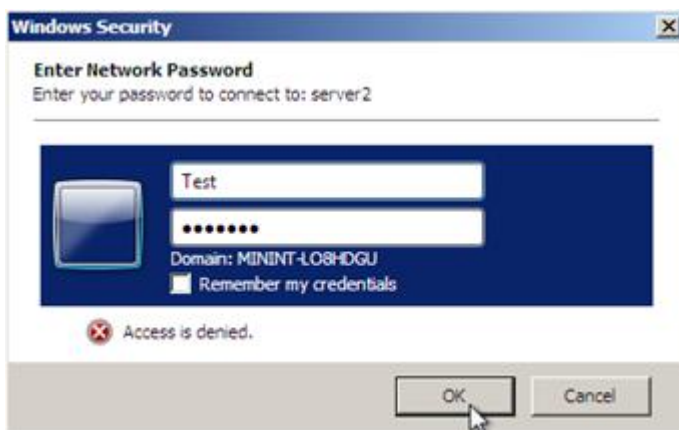 Windows Security
Enter Network Password
Enter your password to connect to: server2
Test
•••••••
Domain: MININT-LO8HDGU
Remember my credentials
Access is denied.
OK
Cancel